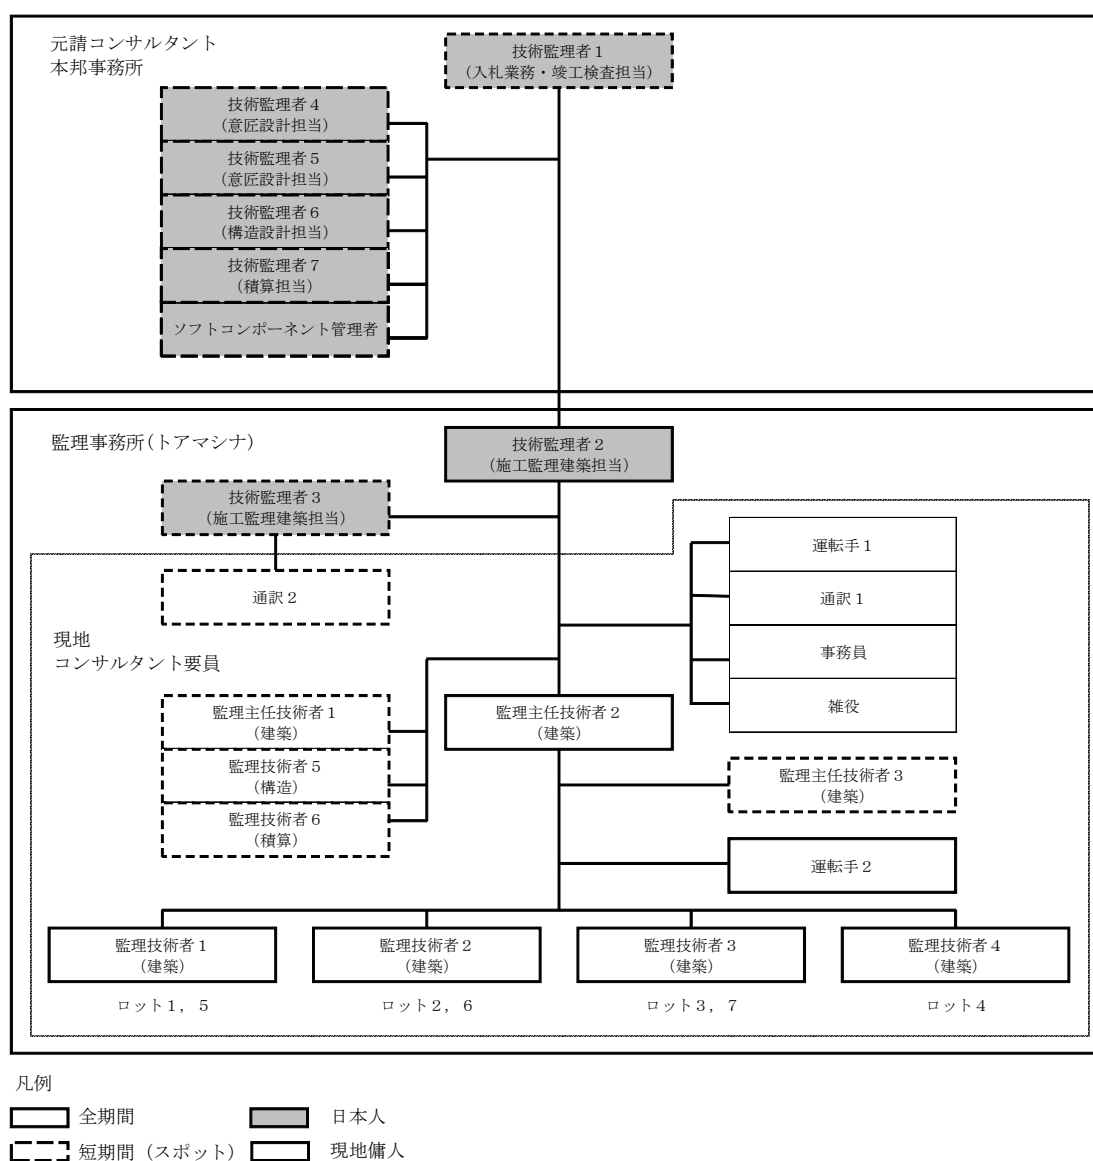 元請コンサルタント
本邦事務所
技術監理者1
(入札業務・竣工検査担当)
技術監理者4
(意匠設計担当)
技術監理者5
(意匠設計担当)
技術監理者6
(構造設計担当)
技術監理者7
(積算担当)
ソフトコンポーネント管理者
監理事務所(トアマシナ)
技術監理者2
(施工監理建築担当)
技術監理者3
(施工監理建築担当)
通訳2
運転手1
通訳1
事務員
雑役
現地
コンサルタント要員
監理主任技術者1
(建築)
監理技術者5
(構造)
監理技術者6
(積算)
監理主任技術者2
(建築)
監理主任技術者3
(建築)
運転手2
監理技術者1
(建築)
監理技術者2
(建築)
監理技術者3
(建築)
監理技術者4
(建築)
ロット1，5
ロット2，6
ロット3，7
ロット4
凡例
全期間
日本人
短期間（スポット）
現地傭人